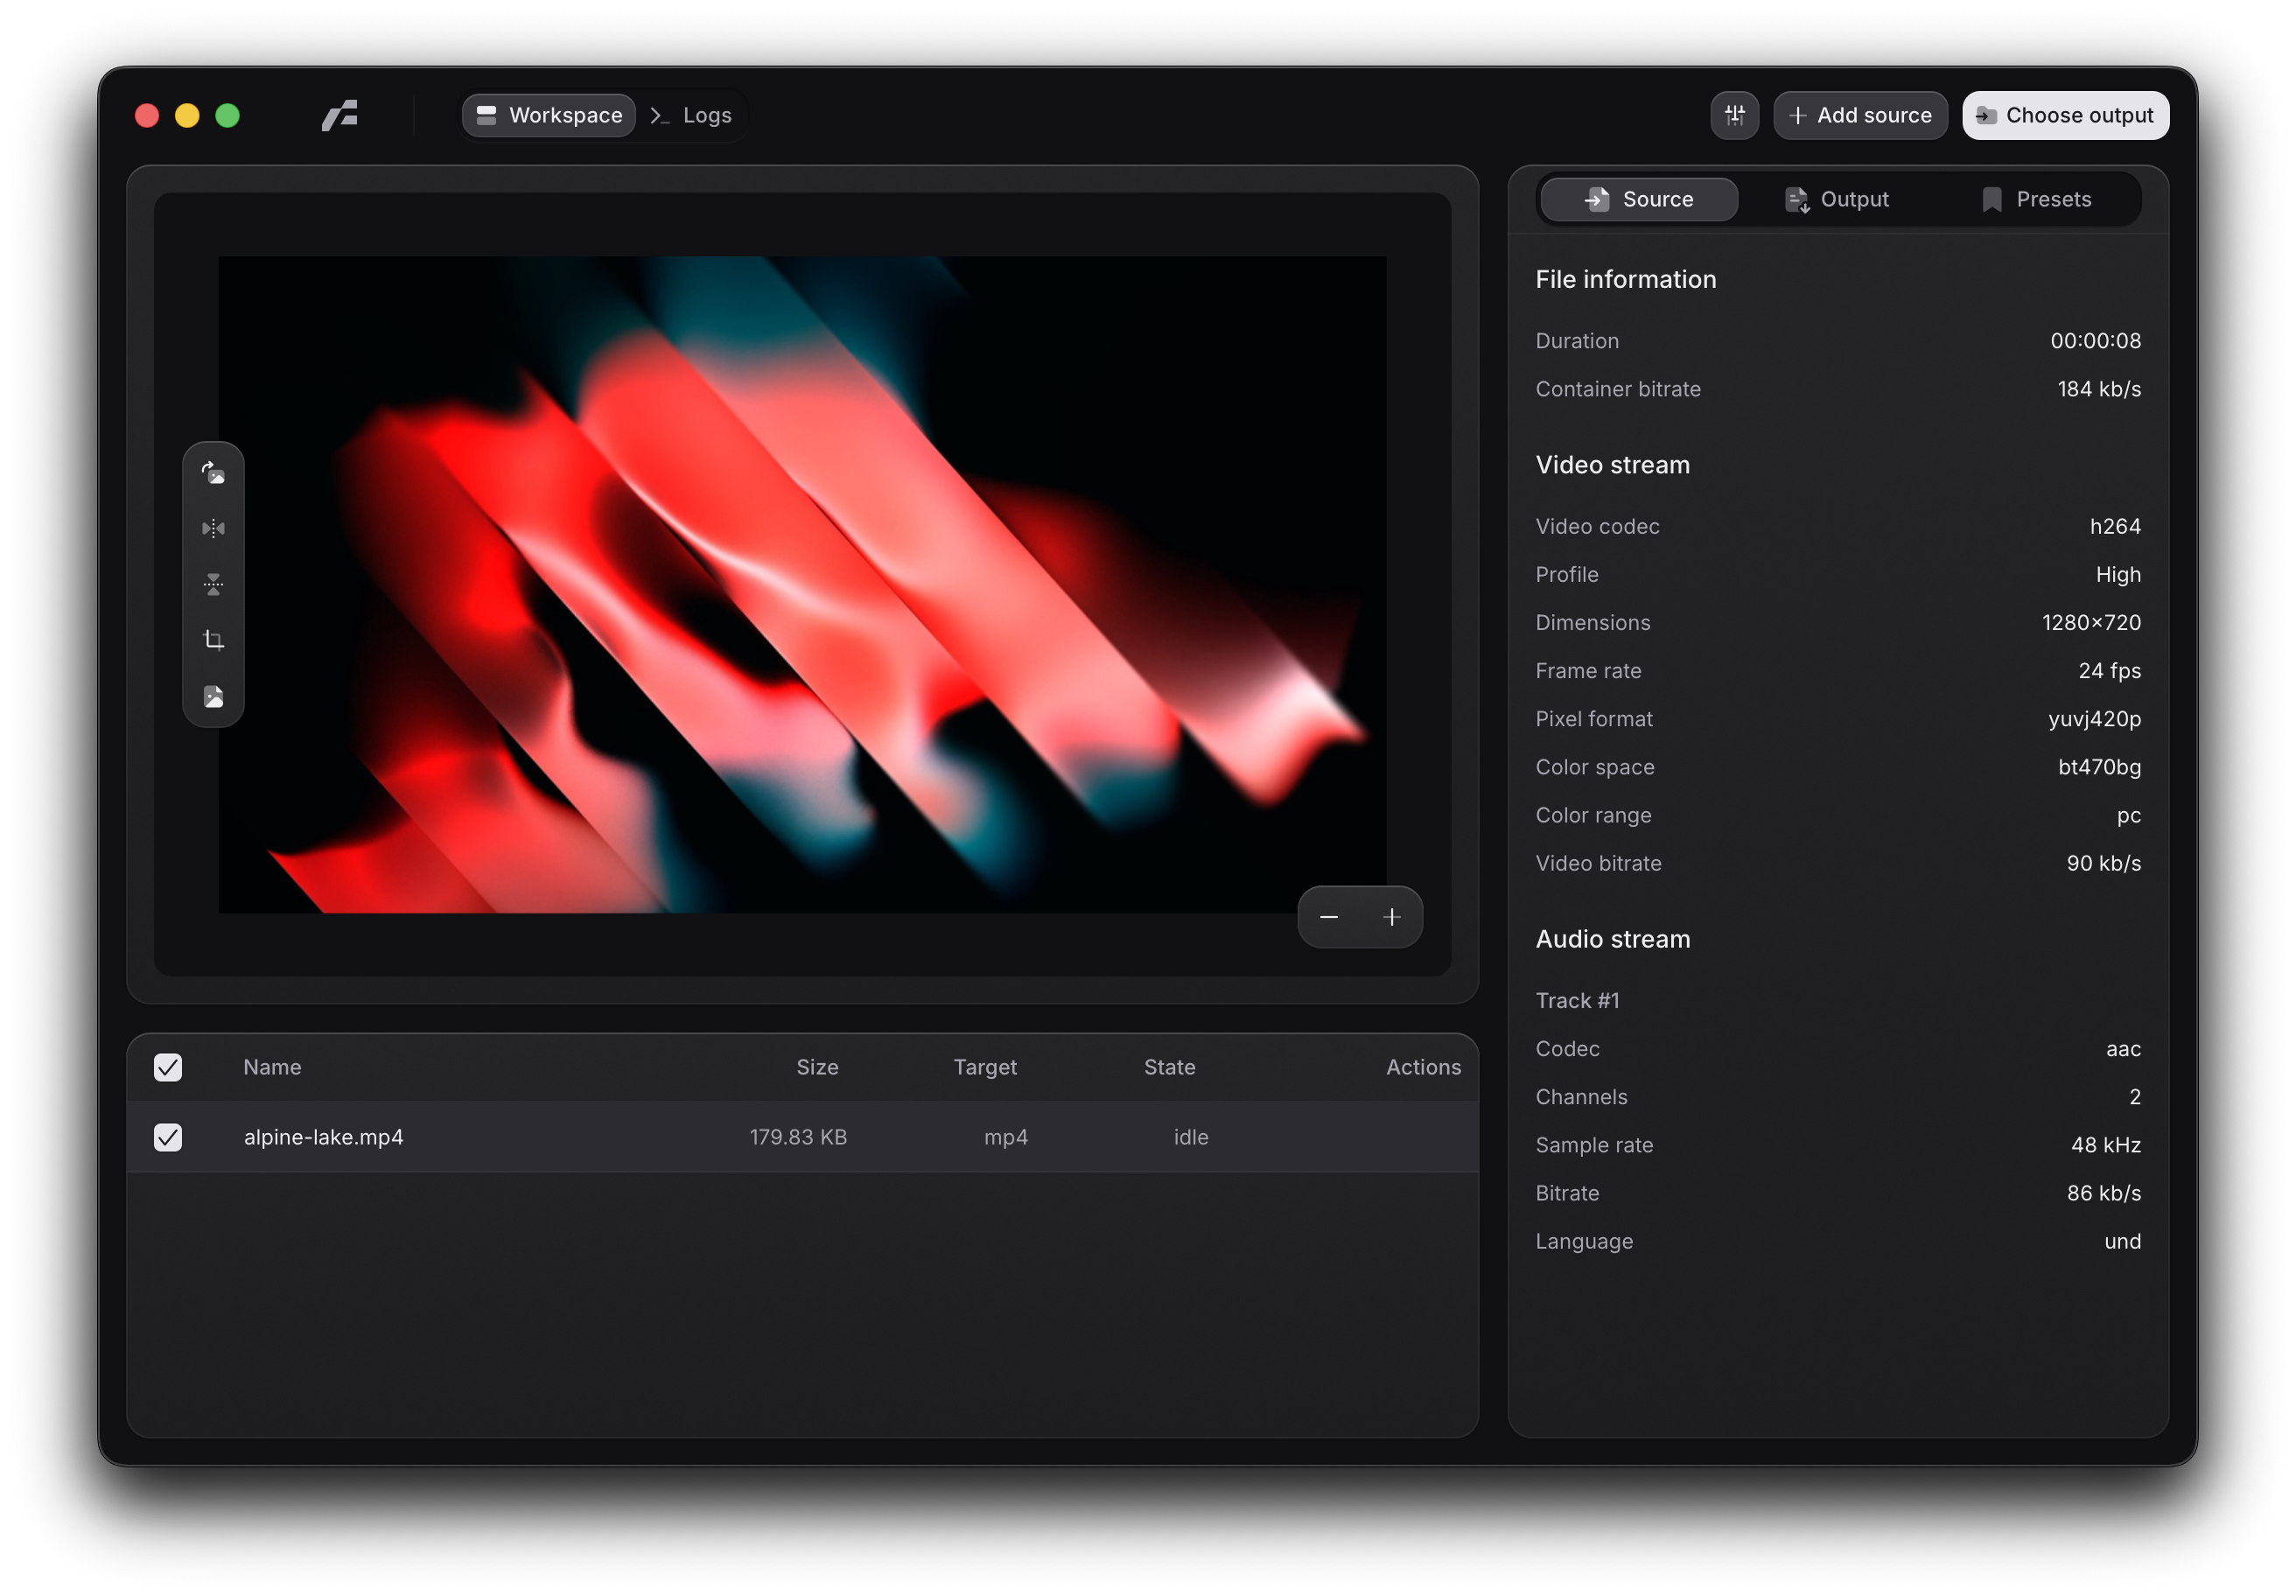 Workspace
Logs
Add source
Choose output
Source
Output
Presets
File information
Duration 00:00:08
Container bitrate 184 kb/s
Video stream
Video codec h264
Profile High
Dimensions 1280×720
Frame rate 24 fps
Pixel format yuvj420p
Color space bt470bg
Color range pc
Video bitrate 90 kb/s
Audio stream
Track #1
Codec aac
Channels 2
Sample rate 48 kHz
Bitrate 86 kb/s
Language und
Name Size Target State Actions
alpine-lake.mp4 179.83 KB mp4 idle